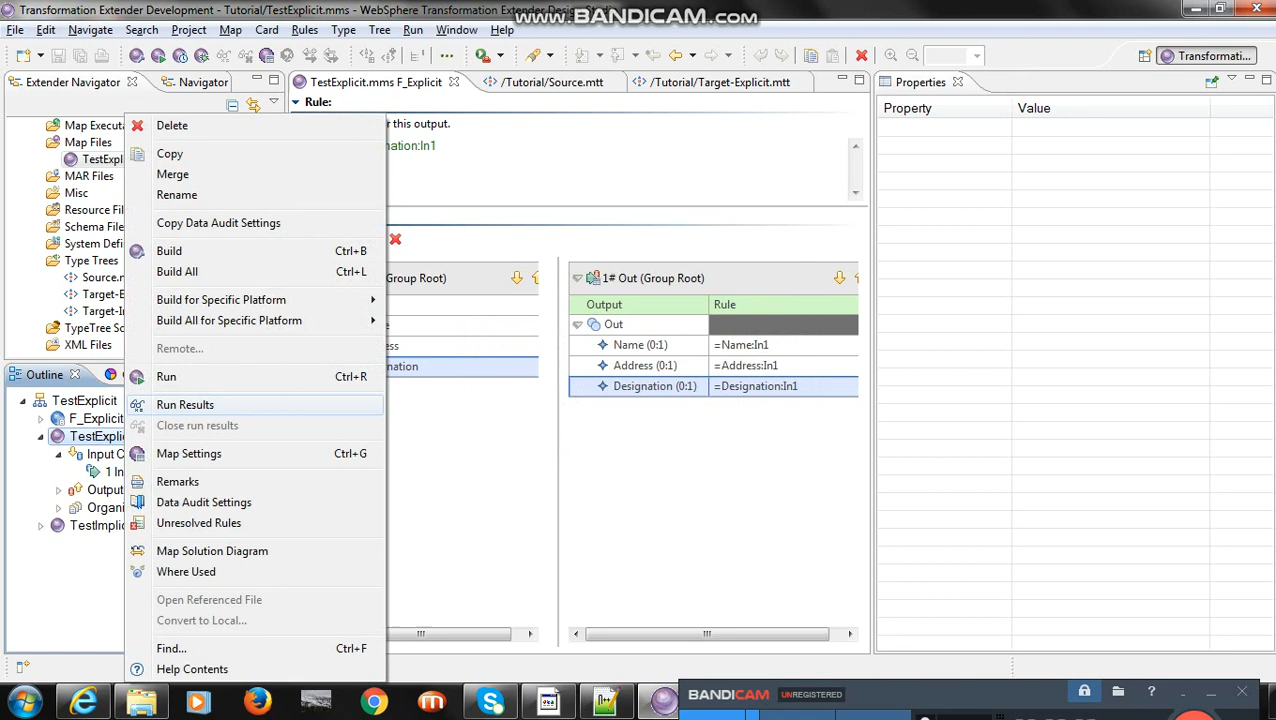 Transformation Extender Development - Tutorial/TestExplicit.mms - WebSphere Transformation Extender Design Studio
www.BANDICAM.com
File Edit Navigate Search Project Map Card Rules Type Tree Run Window Help
Transformati...
Extender Navigator
Navigator
TestExplicit.mms F_Explicit
/Tutorial/Source.mtt
/Tutorial/Target-Explicit.mtt
Properties
Rule:
Property Value
Map Execu
Map Files
TestExpl
MAR Files
Misc
Resource Fil
Schema File
System Defi
Type Trees
Source.n
Target-E
Target-In
TypeTree Sc
XML Files
for this output.
nation:In1
Delete
Copy
Merge
Rename
Copy Data Audit Settings
Build Ctrl+B
Build All Ctrl+L
Build for Specific Platform
Build All for Specific Platform
Remote...
Run Ctrl+R
Run Results
Close run results
Map Settings Ctrl+G
Remarks
Data Audit Settings
Unresolved Rules
Map Solution Diagram
Where Used
Open Referenced File
Convert to Local...
Find... Ctrl+F
Help Contents
Group Root)
e
ess
nation
1# Out (Group Root)
Output Rule
Out
Name (0:1) =Name:In1
Address (0:1) =Address:In1
Designation (0:1) =Designation:In1
Outline
TestExplicit
F_Explicit
TestExpli
Input C
1 In
Output
Organi
TestImplic
BANDICAM UNREGISTERED